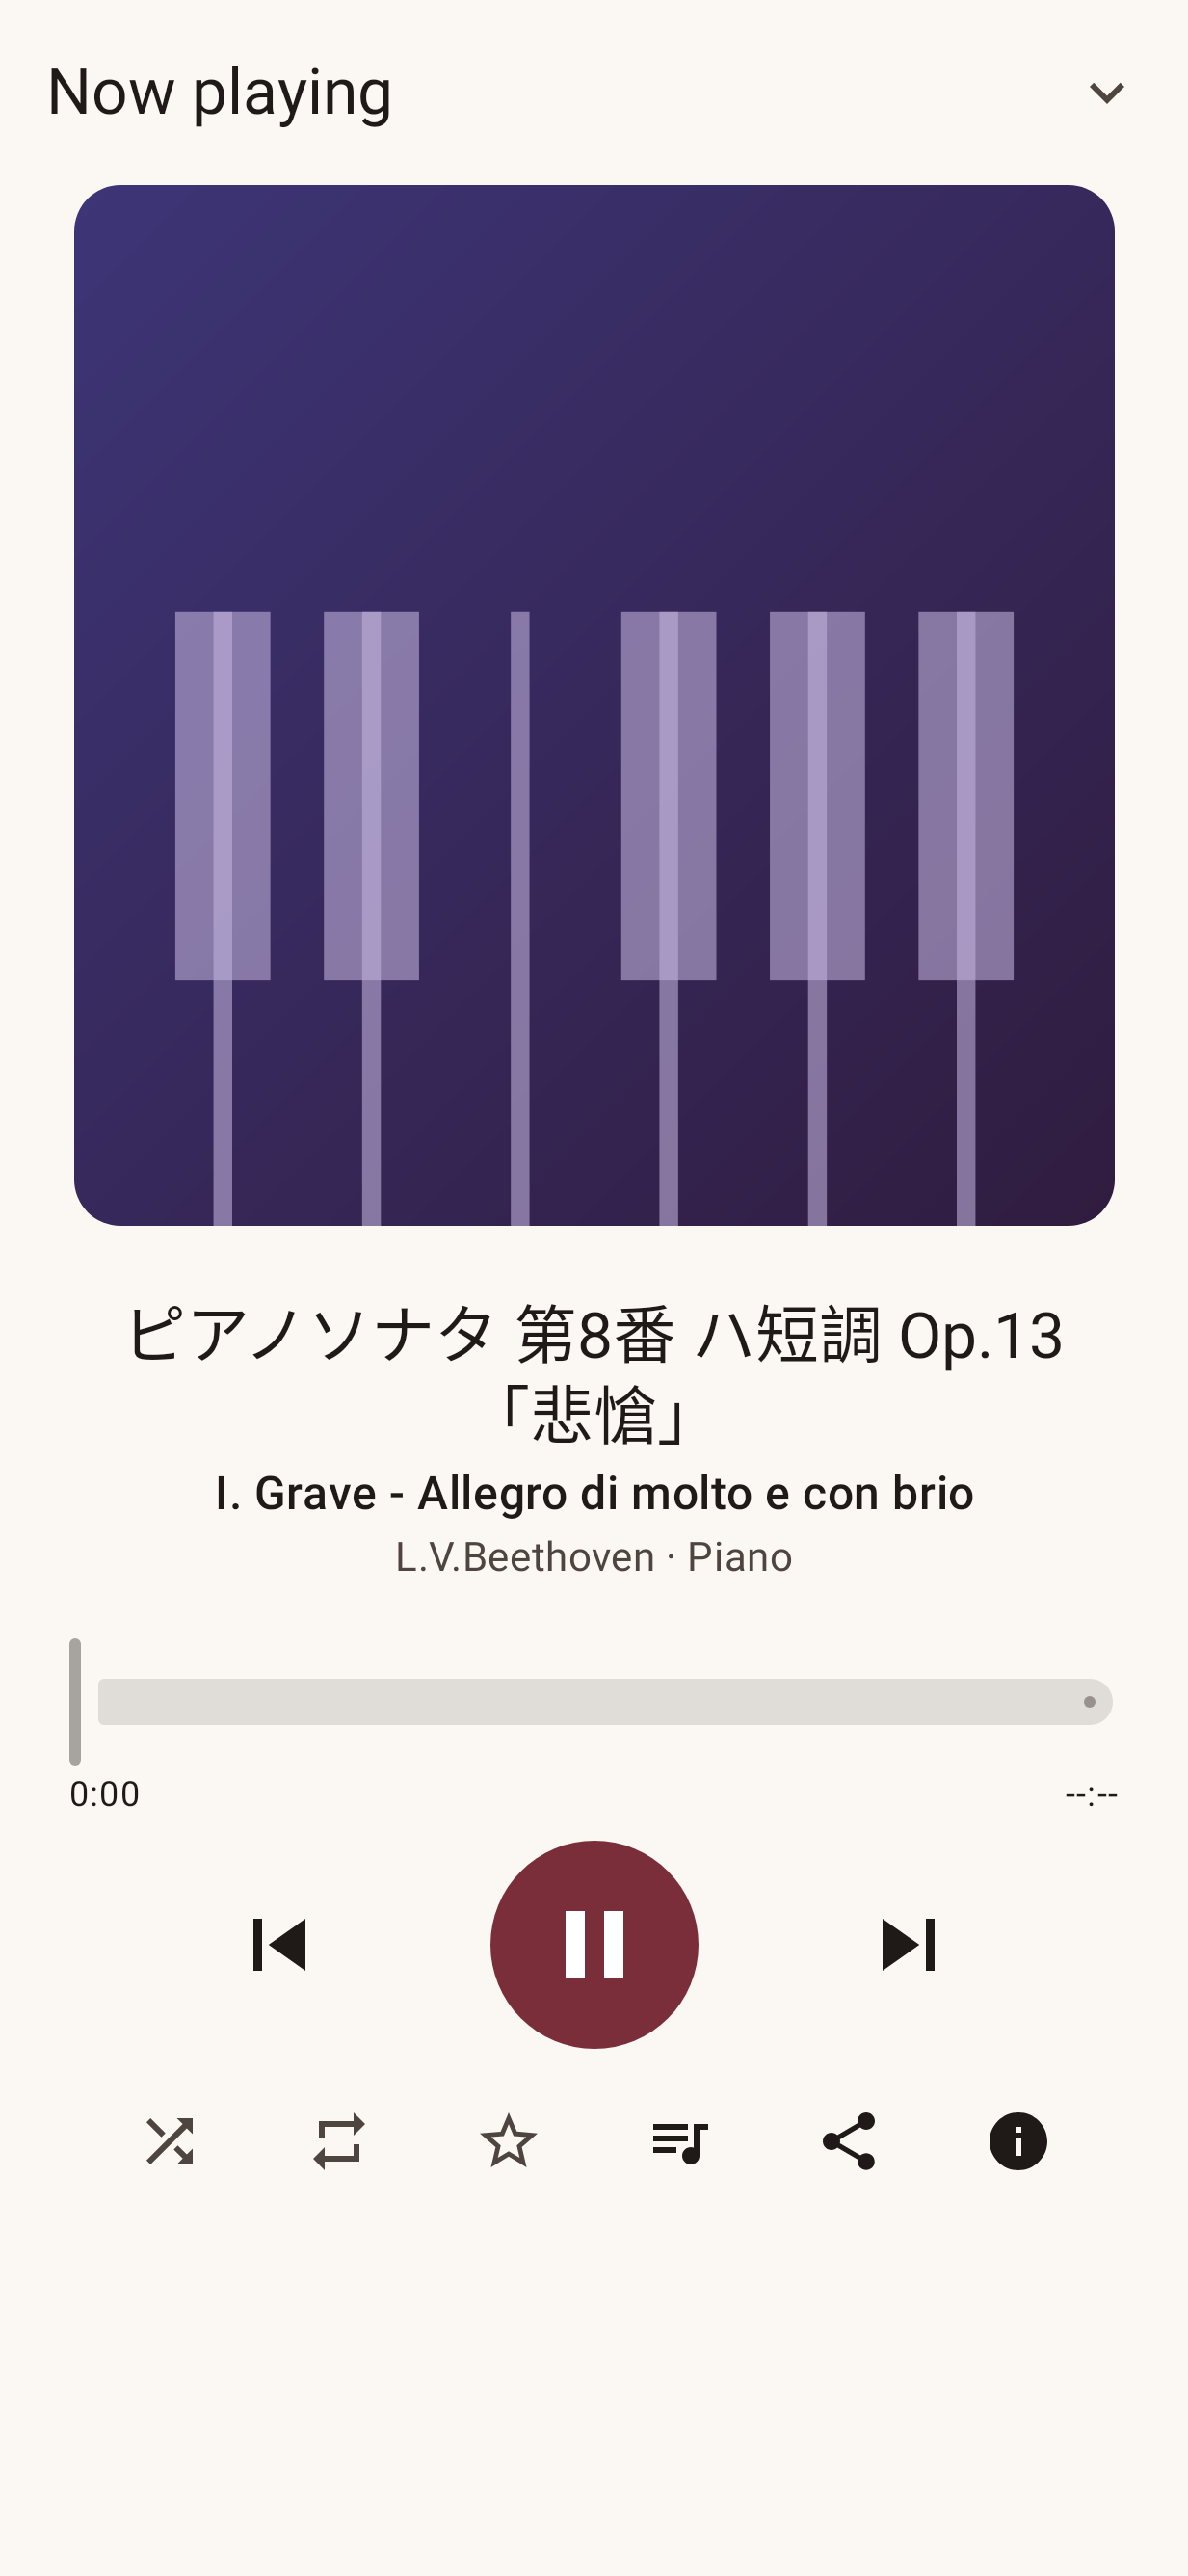 Now playing
ピアノソナタ 第8番 ハ短調 Op.13
「悲愴」
I. Grave - Allegro di molto e con brio
L.V.Beethoven · Piano
0:00
--:--